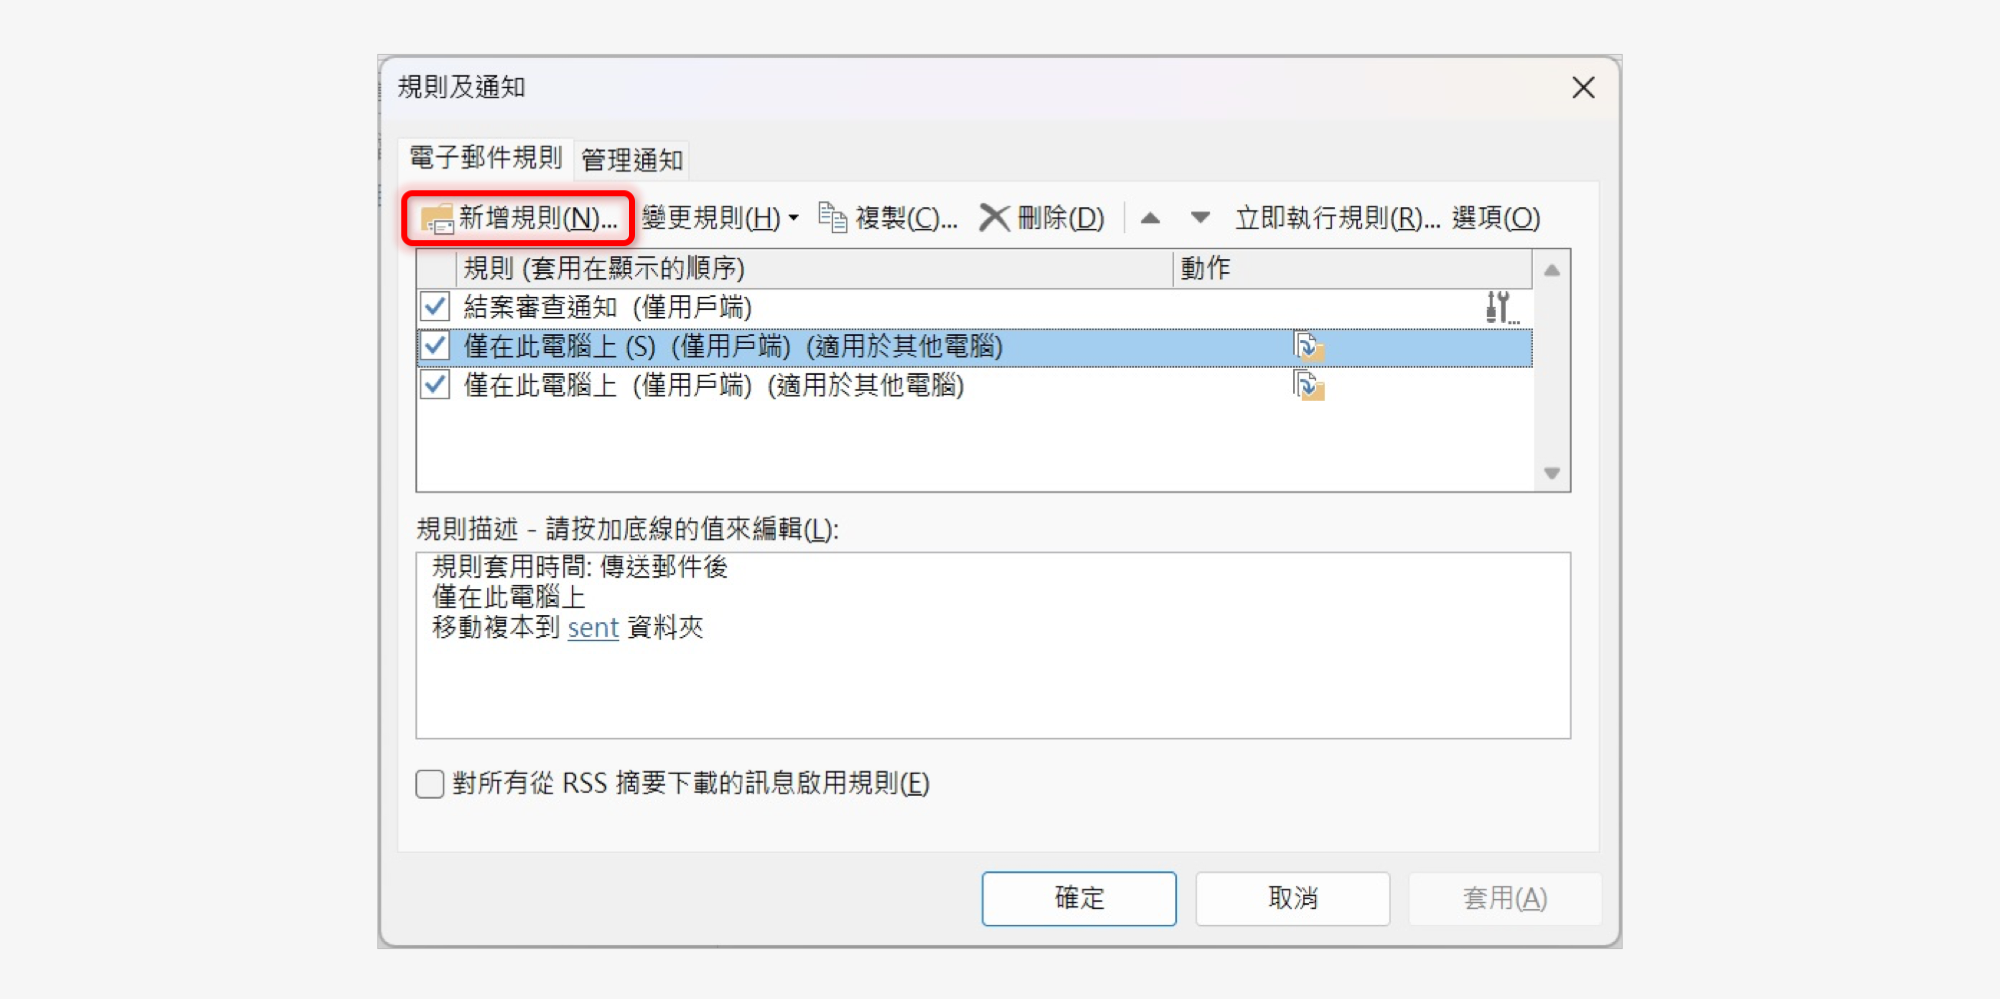 規則及通知
電子郵件規則 管理通知
新增規則(N)... 變更規則(H) 複製(C)... 刪除(D) 立即執行規則(R)... 選項(O)
規則 (套用在顯示的順序) 動作
結案審查通知 (僅用戶端)
僅在此電腦上 (S) (僅用戶端) (適用於其他電腦)
僅在此電腦上 (僅用戶端) (適用於其他電腦)
規則描述 - 請按加底線的值來編輯(L):
規則套用時間: 傳送郵件後
僅在此電腦上
移動複本到 sent 資料夾
對所有從 RSS 摘要下載的訊息啟用規則(E)
確定 取消 套用(A)